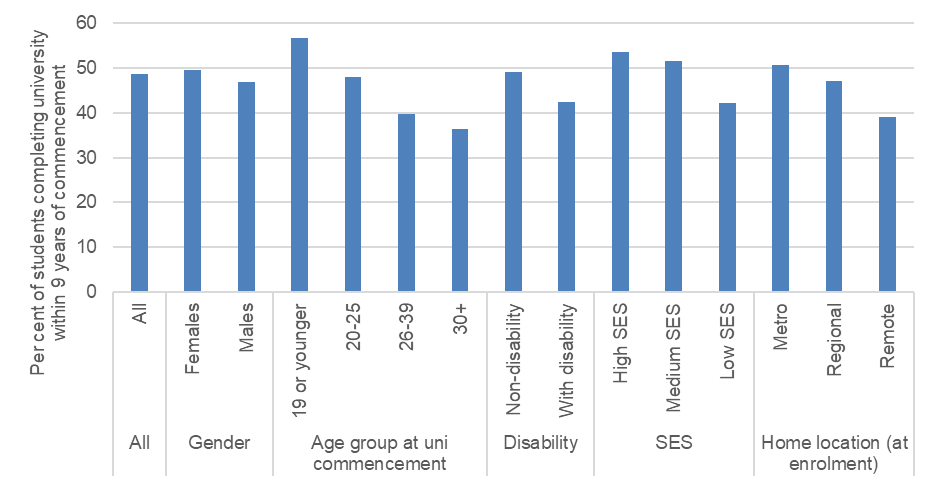 Per cent of students completing university
within 9 years of commencement
60
50
40
30
20
10
0
All
Females
Males
19 or younger
20-25
26-39
30+
Non-disability
With disability
High SES
Medium SES
Low SES
Metro
Regional
Remote
All
Gender
Age group at uni
commencement
Disability
SES
Home location (at
enrolment)